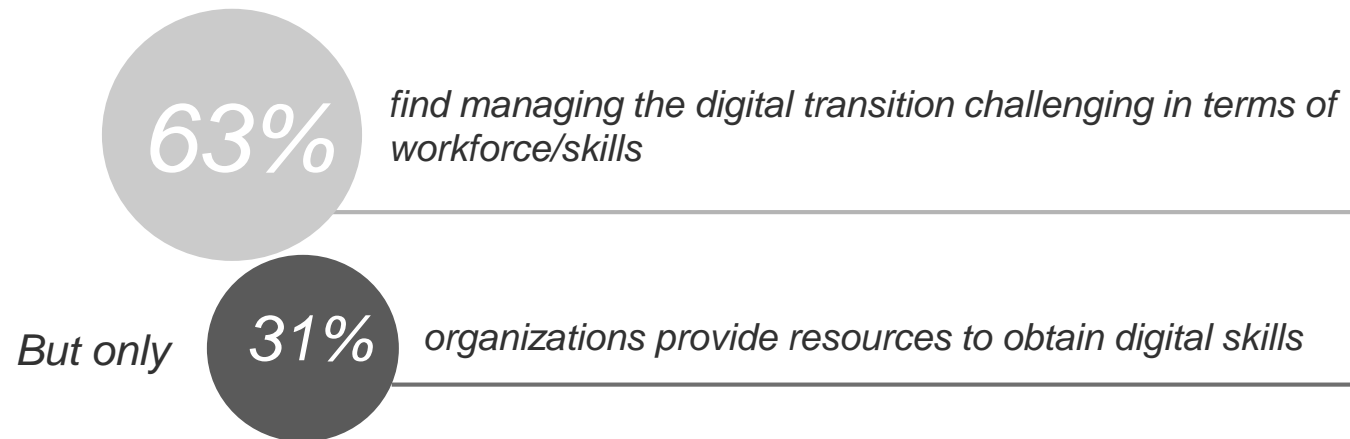 63%
find managing the digital transition challenging in terms of
workforce/skills
But only
31%
organizations provide resources to obtain digital skills